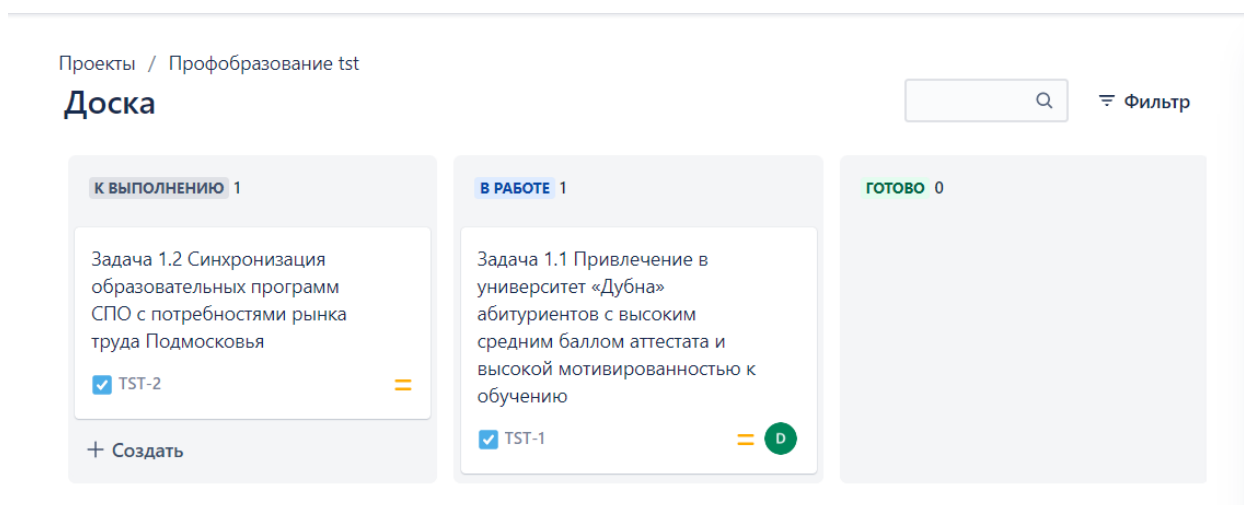 Проекты / Профобразование tst
Доска
Фильтр
К ВЫПОЛНЕНИЮ 1
Задача 1.2 Синхронизация
образовательных программ
СПО с потребностями рынка
труда Подмосковья
TST-2
+ Создать
В РАБОТЕ 1
Задача 1.1 Привлечение в
университет «Дубна»
абитуриентов с высоким
средним баллом аттестата и
высокой мотивированностью к
обучению
TST-1
D
ГОТОВО 0